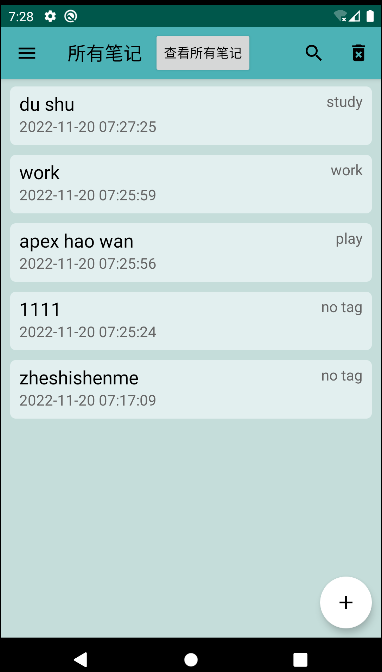 7:28
所有笔记 查看所有笔记
du shu study
2022-11-20 07:27:25
work work
2022-11-20 07:25:59
apex hao wan play
2022-11-20 07:25:56
1111 no tag
2022-11-20 07:25:24
zheshishenme no tag
2022-11-20 07:17:09